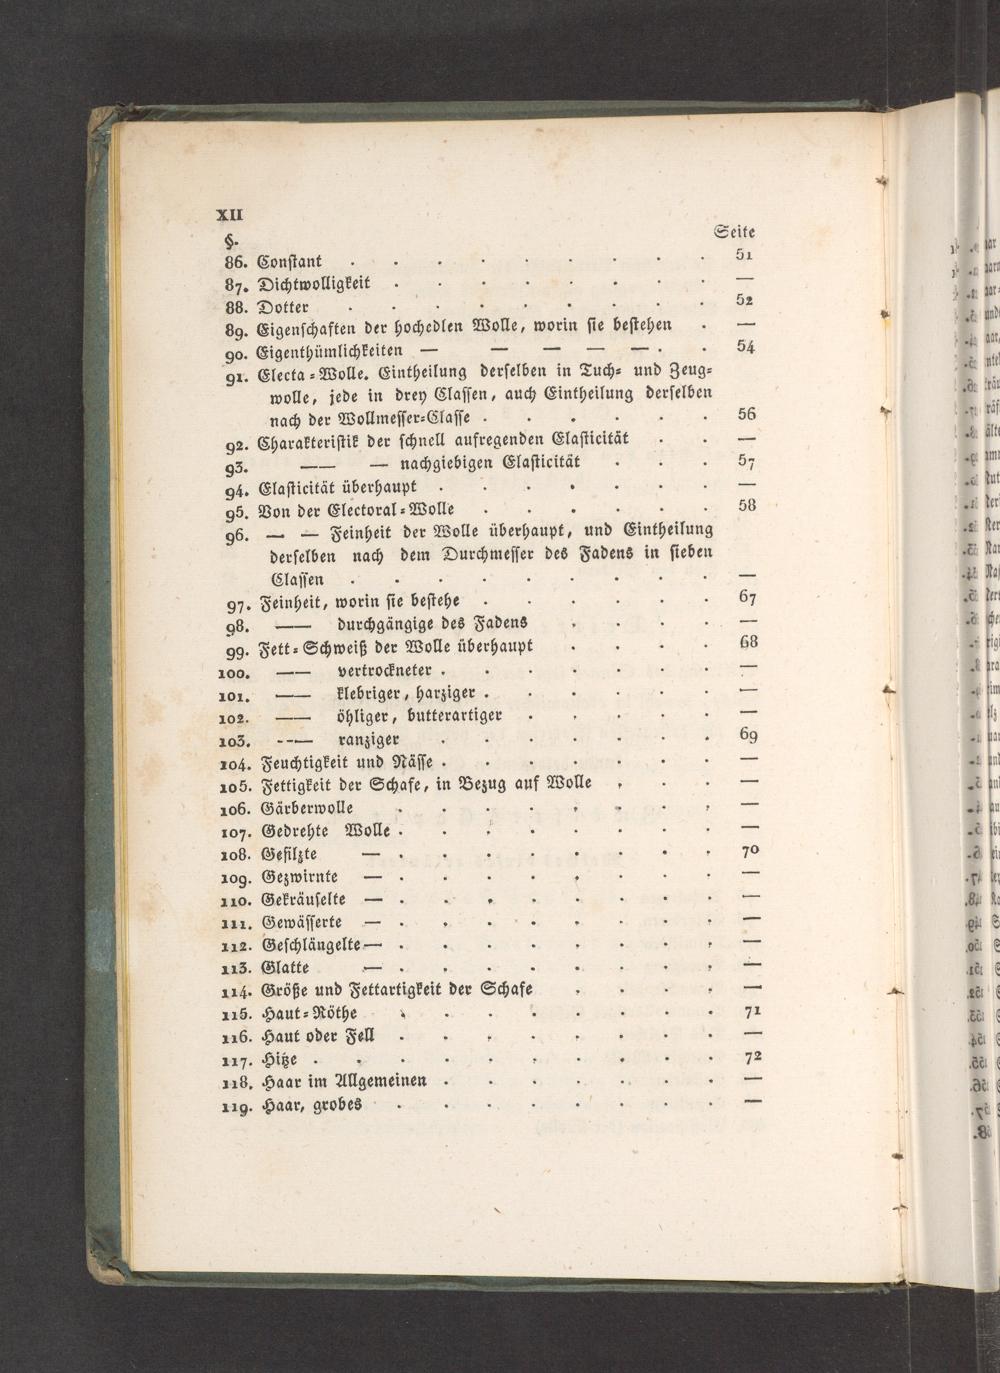 XII
§. Seite
86. Constant . . . . . . . . . 51
87. Dichtwolligkeit . . . . . . . . —
88. Dotter . . . . . . . . . 52
89. Eigenschaften der hochedlen Wolle, worin sie bestehen . —
90. Eigenthümlichkeiten — — — — — . . 54
91. Electa=Wolle. Eintheilung derselben in Tuch= und Zeug=
wolle, jede in drey Classen, auch Eintheilung derselben
nach der Wollmesser=Classe . . . . . . 56
92. Charakteristik der schnell aufregenden Elasticität . . —
93. —— — nachgiebigen Elasticität . . . 57
94. Elasticität überhaupt . . . . . . . —
95. Von der Electoral=Wolle . . . . . . 58
96. — — Feinheit der Wolle überhaupt, und Eintheilung
derselben nach dem Durchmesser des Fadens in sieben
Classen . . . . . . . . . —
97. Feinheit, worin sie bestehe . . . . . . 67
98. —— durchgängige des Fadens . . . . —
99. Fett=Schweiß der Wolle überhaupt . . . . 68
100. —— vertrockneter . . . . . . . —
101. —— klebriger, harziger . . . . . . —
102. —— öhliger, butterartiger . . . . . —
103. —— ranziger . . . . . . . 69
104. Feuchtigkeit und Nässe . . . . . . . —
105. Fettigkeit der Schafe, in Bezug auf Wolle . . . —
106. Gärberwolle . . . . . . . . —
107. Gedrehte Wolle . . . . . . . . —
108. Gefilzte — . . . . . . . . 70
109. Gezwirnte — . . . . . . . . —
110. Gekräuselte — . . . . . . . . —
111. Gewässerte — . . . . . . . . —
112. Geschlängelte — . . . . . . . . —
113. Glatte — . . . . . . . . —
114. Größe und Fettartigkeit der Schafe . . . . —
115. Haut=Röthe . . . . . . . . 71
116. Haut oder Fell . . . . . . . . —
117. Hitze . . . . . . . . . . 72
118. Haar im Allgemeinen . . . . . . . —
119. Haar, grobes . . . . . . . . —